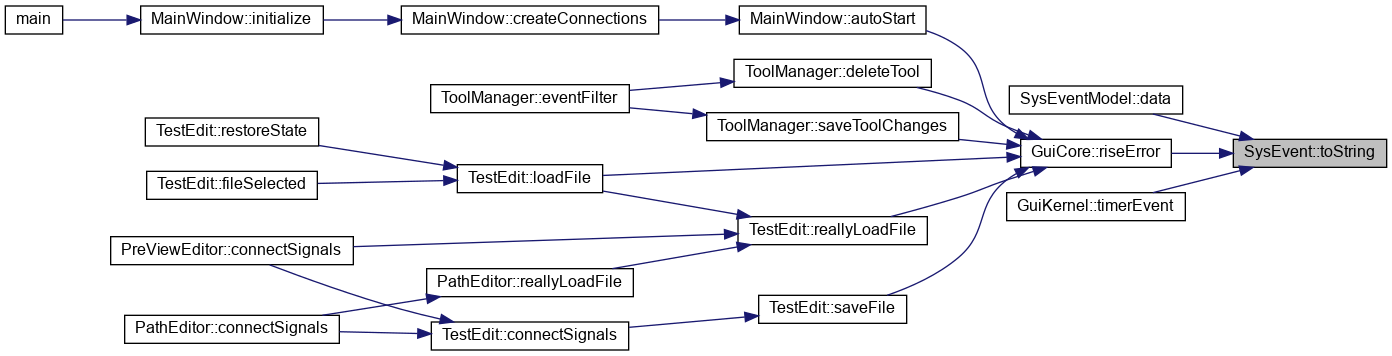 main
MainWindow::initialize
MainWindow::createConnections
MainWindow::autoStart
ToolManager::deleteTool
ToolManager::eventFilter
SysEventModel::data
ToolManager::saveToolChanges
TestEdit::restoreState
GuiCore::riseError
SysEvent::toString
TestEdit::loadFile
TestEdit::fileSelected
GuiKernel::timerEvent
TestEdit::reallyLoadFile
PreViewEditor::connectSignals
PathEditor::reallyLoadFile
TestEdit::saveFile
PathEditor::connectSignals
TestEdit::connectSignals